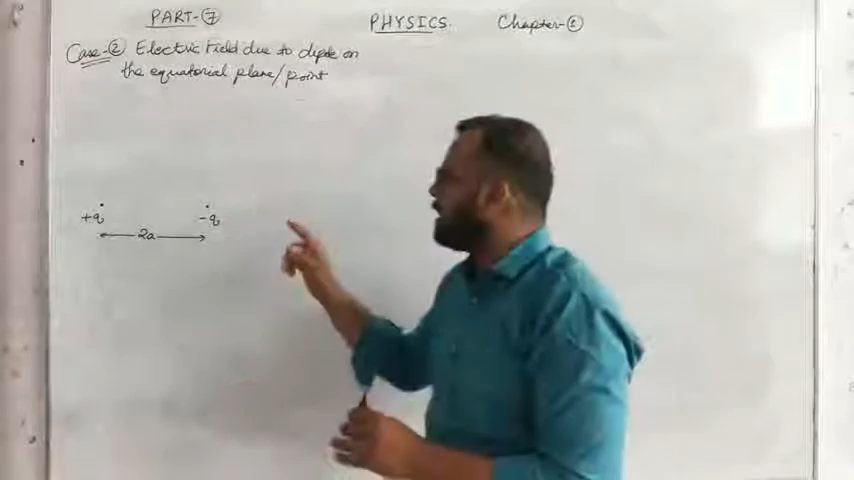 PART-⑦ PHYSICS. Chapter-①
Case-② Electric Field due to dipole on
the equatorial plane/point
+q -q
2a